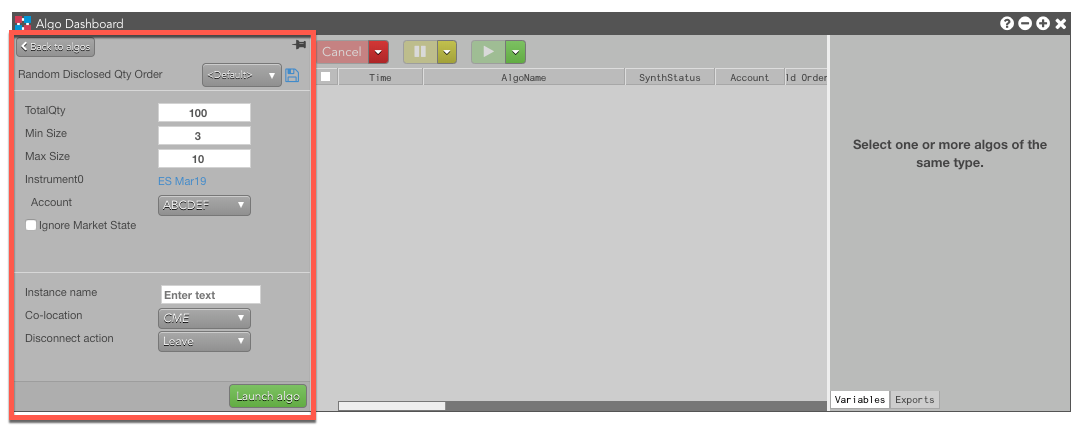 Algo Dashboard
Back to algos
Random Disclosed Qty Order <Default>
TotalQty 100
Min Size 3
Max Size 10
Instrument0 ES Mar19
Account ABCDEF
Ignore Market State
Instance name Enter text
Co-location CME
Disconnect action Leave
Launch algo
Cancel
Time AlgoName SynthStatus Account ld Order
Select one or more algos of the
same type.
Variables Exports